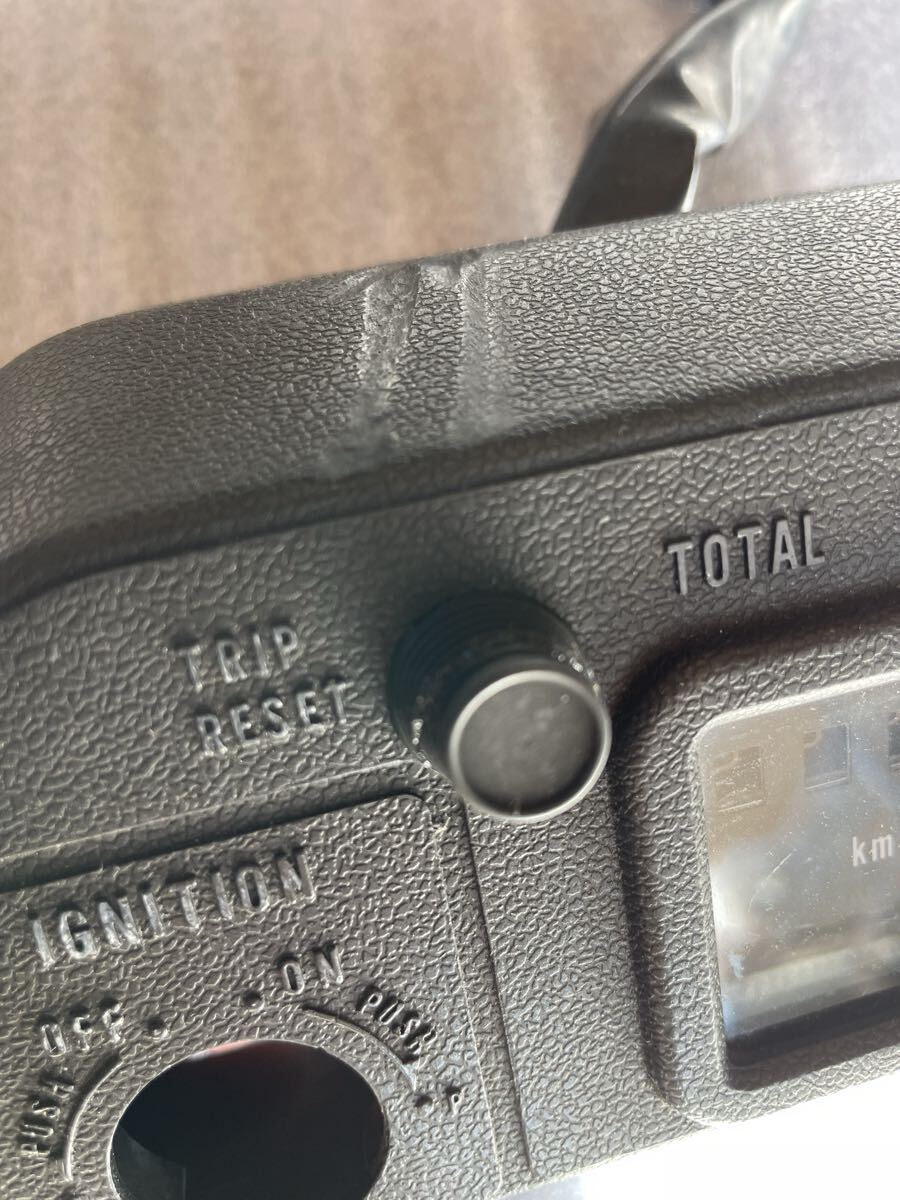 TOTAL
TRIP
RESET
km
IGNITION
ON
OFF
PUSH
PUSH
P